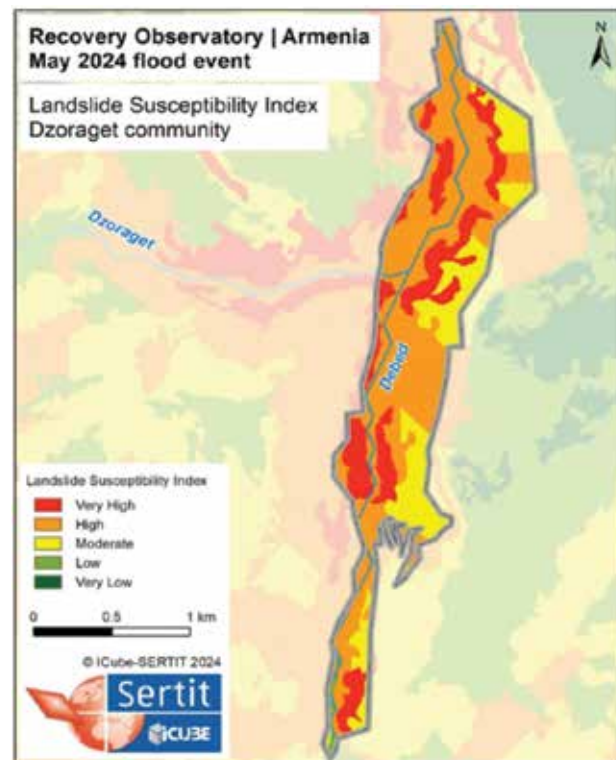 Recovery Observatory | Armenia
May 2024 flood event
Landslide Susceptibility Index
Dzoraget community
N
Dzoraget
Debed
Landslide Susceptibility Index
Very High
High
Moderate
Low
Very Low
0 0.5 1 km
© ICube-SERTIT 2024
Sertit
iCUBE